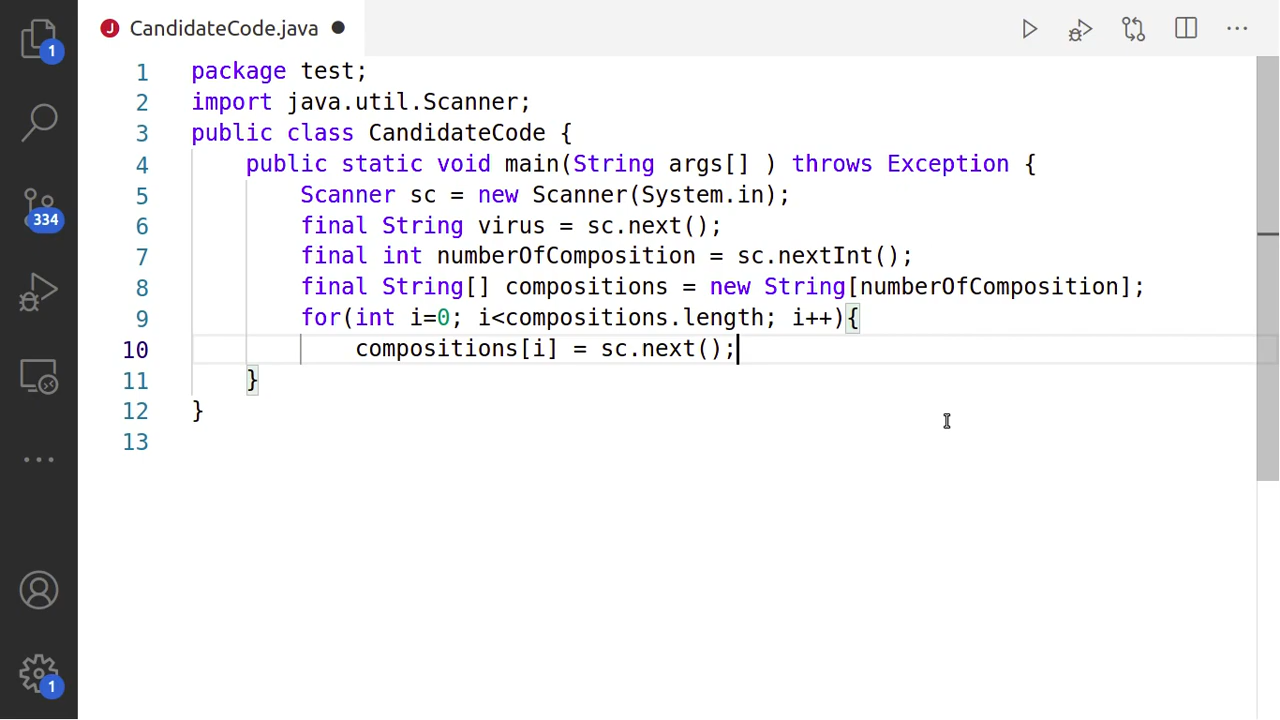 CandidateCode.java
1
1 package test;
2 import java.util.Scanner;
3 public class CandidateCode {
4 public static void main(String args[] ) throws Exception {
5 Scanner sc = new Scanner(System.in);
6 final String virus = sc.next();
7 final int numberOfComposition = sc.nextInt();
8 final String[] compositions = new String[numberOfComposition];
9 for(int i=0; i<compositions.length; i++){
10 compositions[i] = sc.next();
11 }
12 }
13
334
1